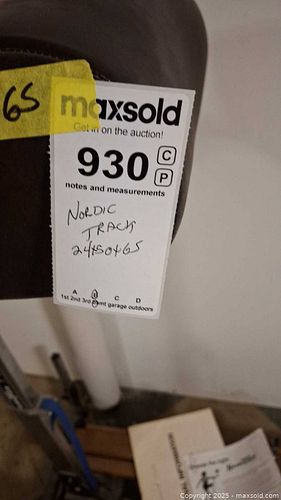 65
maxsold
Get in on the auction!
930 C
P
notes and measurements
NORDIC
TRACK
24x50x65
A B C D
1st 2nd 3rd bsmt garage outdoors
Copyright 2025 - maxsold.com